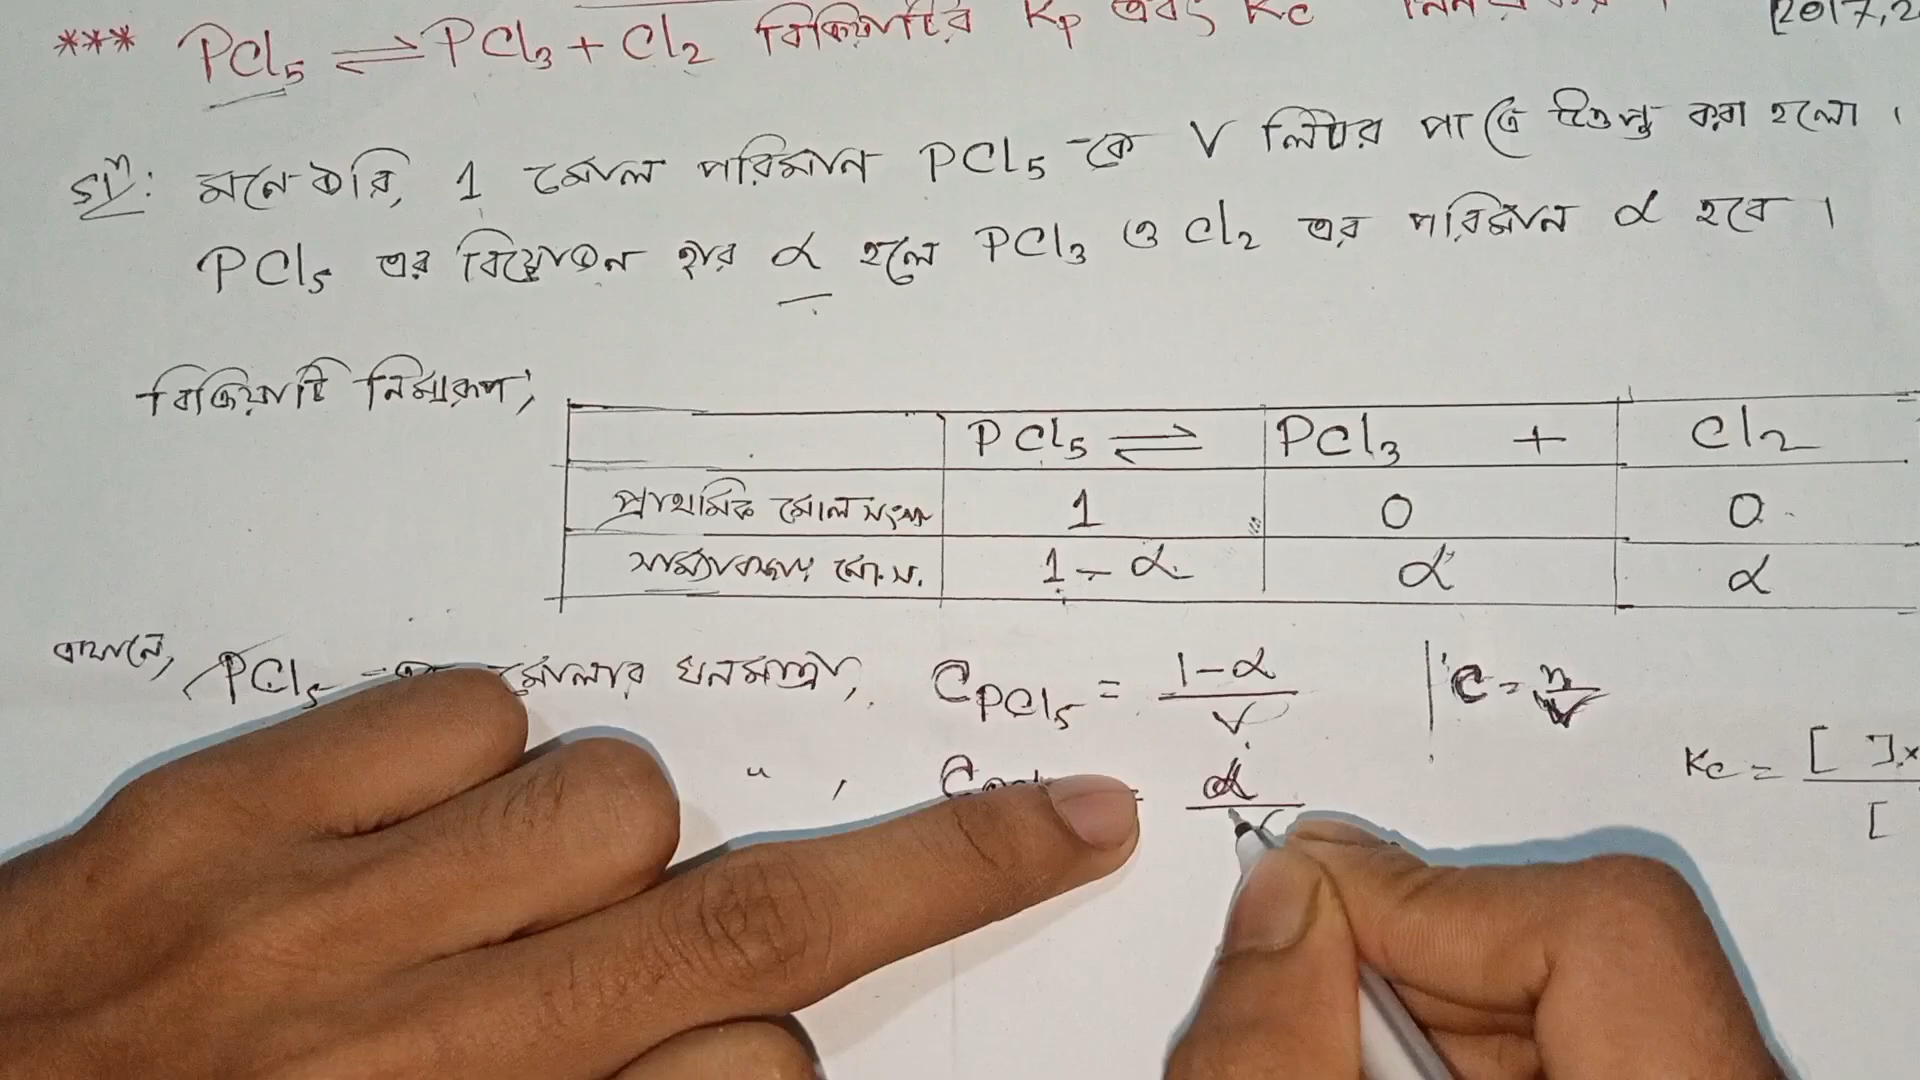 *** PCl₅ ⇌ PCl₃ + Cl₂ বিক্রিয়াটির Kp এবং Kc [2017,2
মনে করি, 1 মোল পরিমান PCl₅ কে V লিটার পাত্রে উত্তপ্ত করা হলো ।
PCl₅ এর বিয়োজন হার α হলে PCl₃ ও Cl₂ এর পরিমান α হবে ।
বিক্রিয়াটি নিম্নরূপ,
PCl₅ ⇌ PCl₃ + Cl₂
প্রাথমিক মোল সংখ্যা 1 0 0
সাম্যাবস্থায় মো.স. 1-α α α
এখানে, PCl₅ মোলার ঘনমাত্রা, C_PCl₅ = (1-α)/V | C = n/V
" , C = α/V
Kc = [ ]×/[